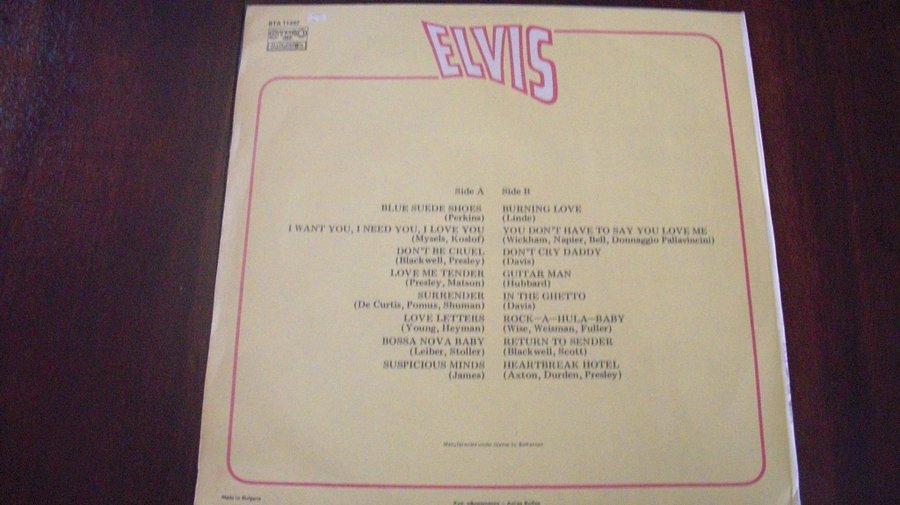 ELVIS
Side A
BLUE SUEDE SHOES
(Perkins)
I WANT YOU, I NEED YOU, I LOVE YOU
(Mysels, Koslof)
DON'T BE CRUEL
(Blackwell, Presley)
LOVE ME TENDER
(Presley, Matson)
SURRENDER
(De Curtis, Pomus, Shuman)
LOVE LETTERS
(Young, Heyman)
BOSSA NOVA BABY
(Leiber, Stoller)
SUSPICIOUS MINDS
(James)
Side B
BURNING LOVE
(Linde)
YOU DON'T HAVE TO SAY YOU LOVE ME
(Wickham, Napier, Bell, Donnaggio Pallavincini)
DON'T CRY DADDY
(Davis)
GUITAR MAN
(Hubbard)
IN THE GHETTO
(Davis)
ROCK—A—HULA—BABY
(Wise, Weisman, Fuller)
RETURN TO SENDER
(Blackwell, Scott)
HEARTBREAK HOTEL
(Axton, Durden, Presley)
Made in Bulgaria